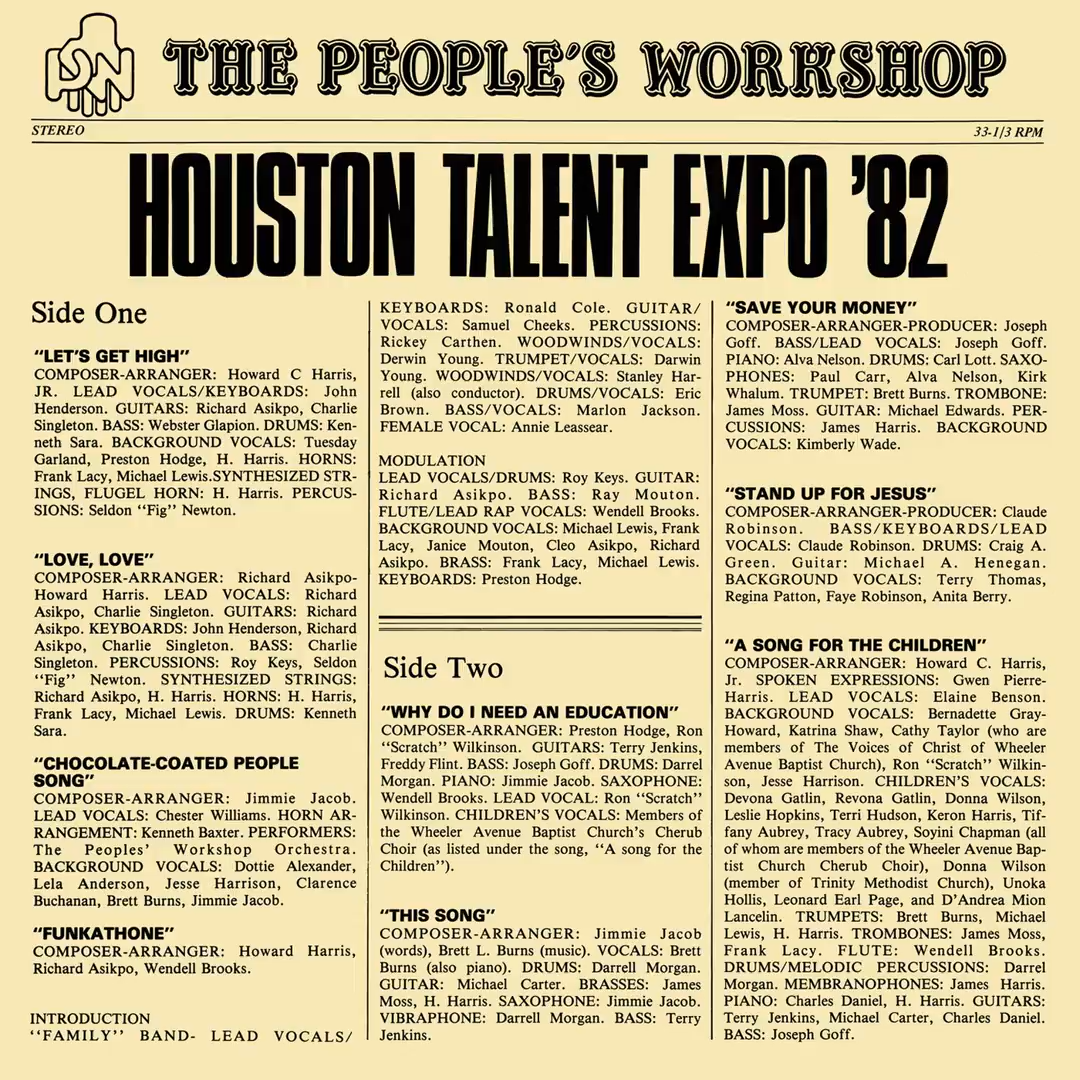 THE PEOPLE'S WORKSHOP
STEREO
33-1/3 RPM
HOUSTON TALENT EXPO '82
Side One
"LET'S GET HIGH"
COMPOSER-ARRANGER: Howard C Harris,
JR. LEAD VOCALS/KEYBOARDS: John
Henderson. GUITARS: Richard Asikpo, Charlie
Singleton. BASS: Webster Glapion. DRUMS: Ken-
neth Sara. BACKGROUND VOCALS: Tuesday
Garland, Preston Hodge, H. Harris. HORNS:
Frank Lacy, Michael Lewis.SYNTHESIZED STR-
INGS, FLUGEL HORN: H. Harris. PERCUS-
SIONS: Seldon "Fig" Newton.
"LOVE, LOVE"
COMPOSER-ARRANGER: Richard Asikpo-
Howard Harris. LEAD VOCALS: Richard
Asikpo, Charlie Singleton. GUITARS: Richard
Asikpo. KEYBOARDS: John Henderson, Richard
Asikpo, Charlie Singleton. BASS: Charlie
Singleton. PERCUSSIONS: Roy Keys, Seldon
"Fig" Newton. SYNTHESIZED STRINGS:
Richard Asikpo, H. Harris. HORNS: H. Harris,
Frank Lacy, Michael Lewis. DRUMS: Kenneth
Sara.
"CHOCOLATE-COATED PEOPLE
SONG"
COMPOSER-ARRANGER: Jimmie Jacob.
LEAD VOCALS: Chester Williams. HORN AR-
RANGEMENT: Kenneth Baxter. PERFORMERS:
The Peoples' Workshop Orchestra.
BACKGROUND VOCALS: Dottie Alexander,
Lela Anderson, Jesse Harrison, Clarence
Buchanan, Brett Burns, Jimmie Jacob.
"FUNKATHONE"
COMPOSER-ARRANGER: Howard Harris,
Richard Asikpo, Wendell Brooks.
INTRODUCTION
"FAMILY" BAND- LEAD VOCALS/
KEYBOARDS: Ronald Cole. GUITAR/
VOCALS: Samuel Cheeks. PERCUSSIONS:
Rickey Carthen. WOODWINDS/VOCALS:
Derwin Young. TRUMPET/VOCALS: Darwin
Young. WOODWINDS/VOCALS: Stanley Har-
rell (also conductor). DRUMS/VOCALS: Eric
Brown. BASS/VOCALS: Marlon Jackson.
FEMALE VOCAL: Annie Leassear.
MODULATION
LEAD VOCALS/DRUMS: Roy Keys. GUITAR:
Richard Asikpo. BASS: Ray Mouton.
FLUTE/LEAD RAP VOCALS: Wendell Brooks.
BACKGROUND VOCALS: Michael Lewis, Frank
Lacy, Janice Mouton, Cleo Asikpo, Richard
Asikpo. BRASS: Frank Lacy, Michael Lewis.
KEYBOARDS: Preston Hodge.
Side Two
"WHY DO I NEED AN EDUCATION"
COMPOSER-ARRANGER: Preston Hodge, Ron
"Scratch" Wilkinson. GUITARS: Terry Jenkins,
Freddy Flint. BASS: Joseph Goff. DRUMS: Darrel
Morgan. PIANO: Jimmie Jacob. SAXOPHONE:
Wendell Brooks. LEAD VOCAL: Ron "Scratch"
Wilkinson. CHILDREN'S VOCALS: Members of
the Wheeler Avenue Baptist Church's Cherub
Choir (as listed under the song, "A song for the
Children").
"THIS SONG"
COMPOSER-ARRANGER: Jimmie Jacob
(words), Brett L. Burns (music). VOCALS: Brett
Burns (also piano). DRUMS: Darrell Morgan.
GUITAR: Michael Carter. BRASSES: James
Moss, H. Harris. SAXOPHONE: Jimmie Jacob.
VIBRAPHONE: Darrell Morgan. BASS: Terry
Jenkins.
"SAVE YOUR MONEY"
COMPOSER-ARRANGER-PRODUCER: Joseph
Goff. BASS/LEAD VOCALS: Joseph Goff.
PIANO: Alva Nelson. DRUMS: Carl Lott. SAXO-
PHONES: Paul Carr, Alva Nelson, Kirk
Whalum. TRUMPET: Brett Burns. TROMBONE:
James Moss. GUITAR: Michael Edwards. PER-
CUSSIONS: James Harris. BACKGROUND
VOCALS: Kimberly Wade.
"STAND UP FOR JESUS"
COMPOSER-ARRANGER-PRODUCER: Claude
Robinson. BASS/KEYBOARDS/LEAD
VOCALS: Claude Robinson. DRUMS: Craig A.
Green. Guitar: Michael A. Henegan.
BACKGROUND VOCALS: Terry Thomas,
Regina Patton, Faye Robinson, Anita Berry.
"A SONG FOR THE CHILDREN"
COMPOSER-ARRANGER: Howard C. Harris,
Jr. SPOKEN EXPRESSIONS: Gwen Pierre-
Harris. LEAD VOCALS: Elaine Benson.
BACKGROUND VOCALS: Bernadette Gray-
Howard, Katrina Shaw, Cathy Taylor (who are
members of The Voices of Christ of Wheeler
Avenue Baptist Church), Ron "Scratch" Wilkin-
son, Jesse Harrison. CHILDREN'S VOCALS:
Devona Gatlin, Revona Gatlin, Donna Wilson,
Leslie Hopkins, Terri Hudson, Keron Harris, Tif-
fany Aubrey, Tracy Aubrey, Soyini Chapman (all
of whom are members of the Wheeler Avenue Bap-
tist Church Cherub Choir), Donna Wilson
(member of Trinity Methodist Church), Unoka
Hollis, Leonard Earl Page, and D'Andrea Mion
Lancelin. TRUMPETS: Brett Burns, Michael
Lewis, H. Harris. TROMBONES: James Moss,
Frank Lacy. FLUTE: Wendell Brooks.
DRUMS/MELODIC PERCUSSIONS: Darrel
Morgan. MEMBRANOPHONES: James Harris.
PIANO: Charles Daniel, H. Harris. GUITARS:
Terry Jenkins, Michael Carter, Charles Daniel.
BASS: Joseph Goff.